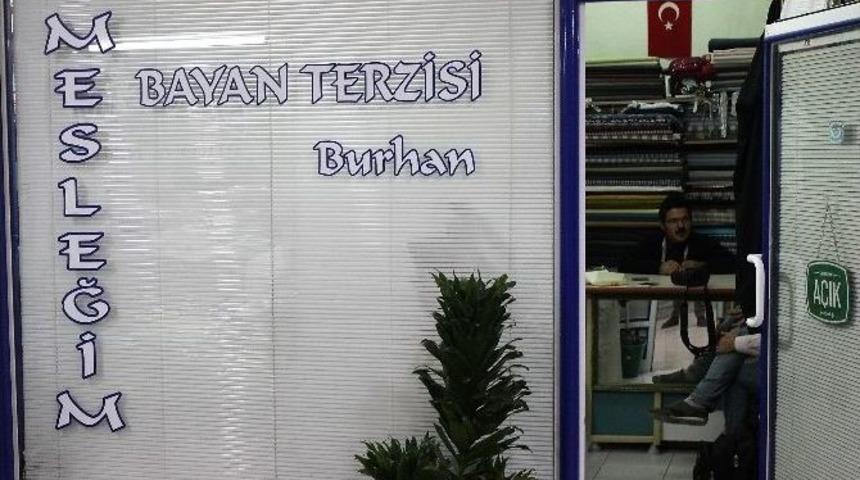 MESLEĞİM
BAYAN TERZİSİ
Burhan
AÇIK